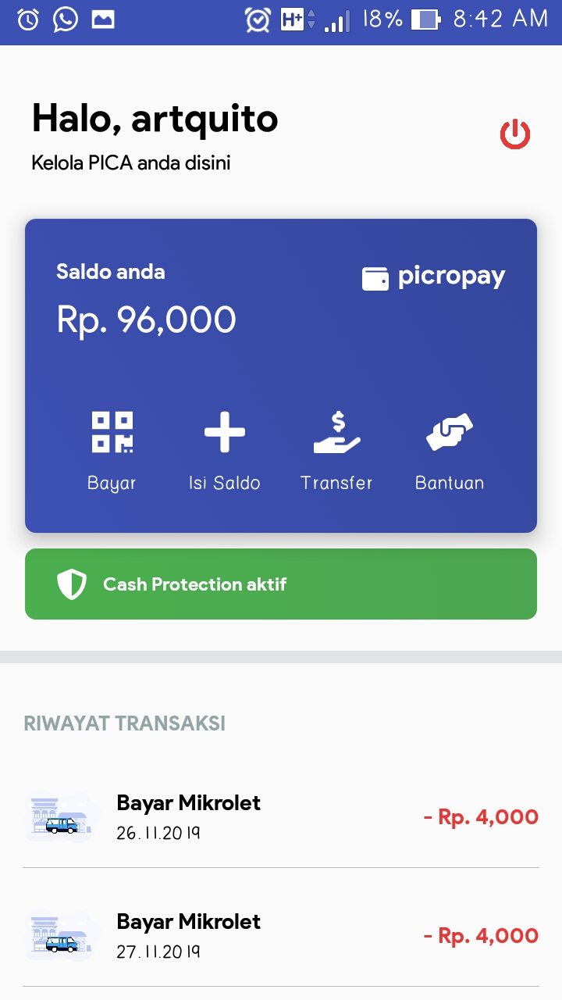 H+ 18% 8:42 AM
Halo, artquito
Kelola PICA anda disini
Saldo anda
picropay
Rp. 96,000
Bayar Isi Saldo Transfer Bantuan
Cash Protection aktif
RIWAYAT TRANSAKSI
Bayar Mikrolet
- Rp. 4,000
26.11.2019
Bayar Mikrolet
- Rp. 4,000
27.11.2019